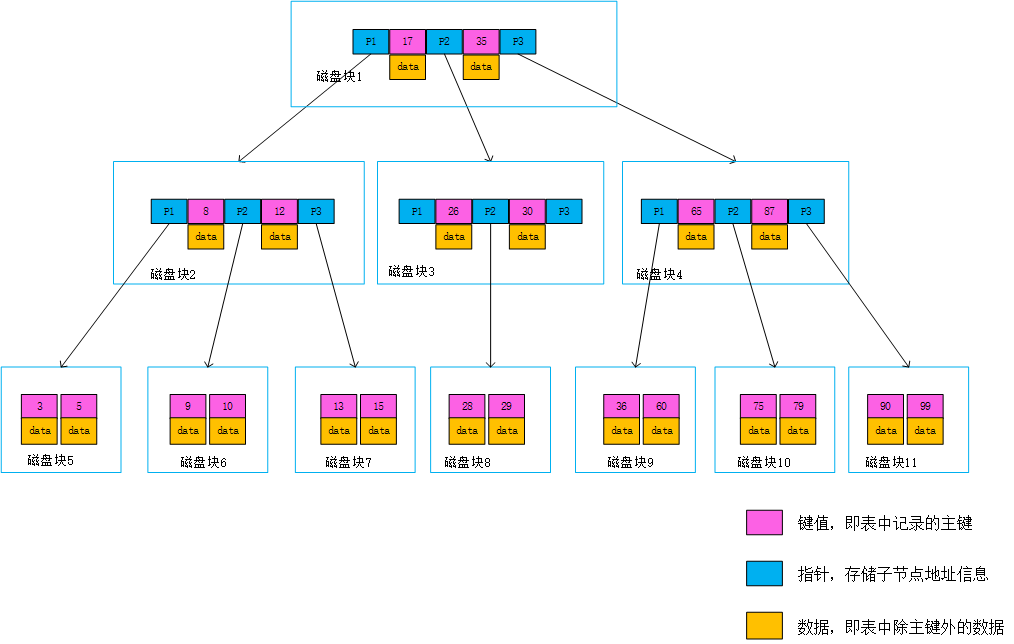 P1 17 P2 35 P3
data data
磁盘块1
P1 8 P2 12 P3
data data
磁盘块2
P1 26 P2 30 P3
data data
磁盘块3
P1 65 P2 87 P3
data data
磁盘块4
3 5
data data
磁盘块5
9 10
data data
磁盘块6
13 15
data data
磁盘块7
28 29
data data
磁盘块8
36 60
data data
磁盘块9
75 79
data data
磁盘块10
90 99
data data
磁盘块11
键值，即表中记录的主键
指针，存储子节点地址信息
数据，即表中除主键外的数据